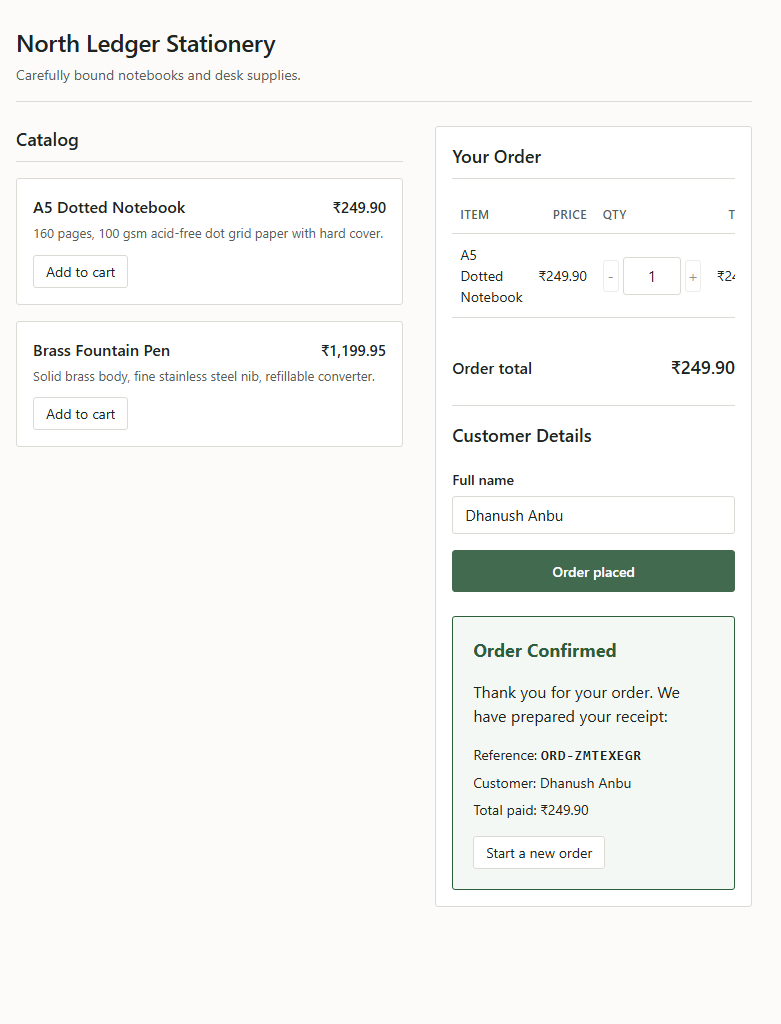 North Ledger Stationery
Carefully bound notebooks and desk supplies.
Catalog
A5 Dotted Notebook ₹249.90
160 pages, 100 gsm acid-free dot grid paper with hard cover.
Add to cart
Brass Fountain Pen ₹1,199.95
Solid brass body, fine stainless steel nib, refillable converter.
Add to cart
Your Order
ITEM PRICE QTY T
A5
Dotted ₹249.90 - 1 + ₹24
Notebook
Order total ₹249.90
Customer Details
Full name
Dhanush Anbu
Order placed
Order Confirmed
Thank you for your order. We
have prepared your receipt:
Reference: ORD-ZMTEXEGR
Customer: Dhanush Anbu
Total paid: ₹249.90
Start a new order